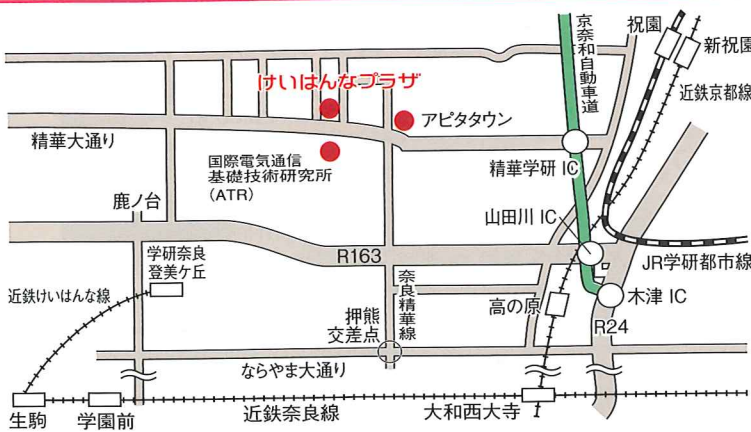 祝園
新祝園
京奈和自動車道
近鉄京都線
けいはんなプラザ
アピタタウン
精華大通り
国際電気通信
基礎技術研究所
(ATR)
精華学研 IC
鹿ノ台
山田川 IC
学研奈良
登美ケ丘
R163
JR学研都市線
近鉄けいはんな線
奈良精華線
高の原
木津 IC
押熊
交差点
R24
ならやま大通り
生駒
学園前
近鉄奈良線
大和西大寺